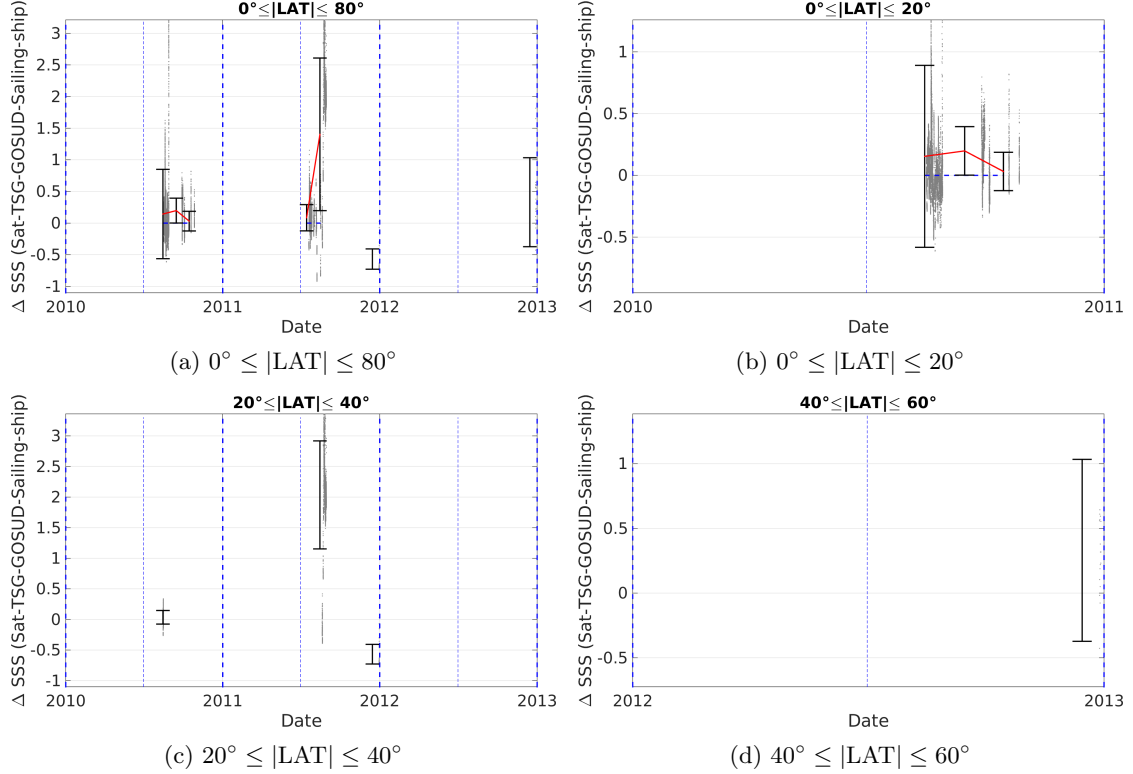 0°≤|LAT|≤ 80°
Δ SSS (Sat-TSG-GOSUD-Sailing-ship)
3
2.5
2
1.5
1
0.5
0
-0.5
-1
2010
2011
2012
2013
Date
(a) 0° ≤ |LAT| ≤ 80°
0°≤|LAT|≤ 20°
Δ SSS (Sat-TSG-GOSUD-Sailing-ship)
1
0.5
0
-0.5
2010
2011
Date
(b) 0° ≤ |LAT| ≤ 20°
20°≤|LAT|≤ 40°
Δ SSS (Sat-TSG-GOSUD-Sailing-ship)
3
2.5
2
1.5
1
0.5
0
-0.5
-1
2010
2011
2012
2013
Date
(c) 20° ≤ |LAT| ≤ 40°
40°≤|LAT|≤ 60°
Δ SSS (Sat-TSG-GOSUD-Sailing-ship)
1
0.5
0
-0.5
2012
2013
Date
(d) 40° ≤ |LAT| ≤ 60°